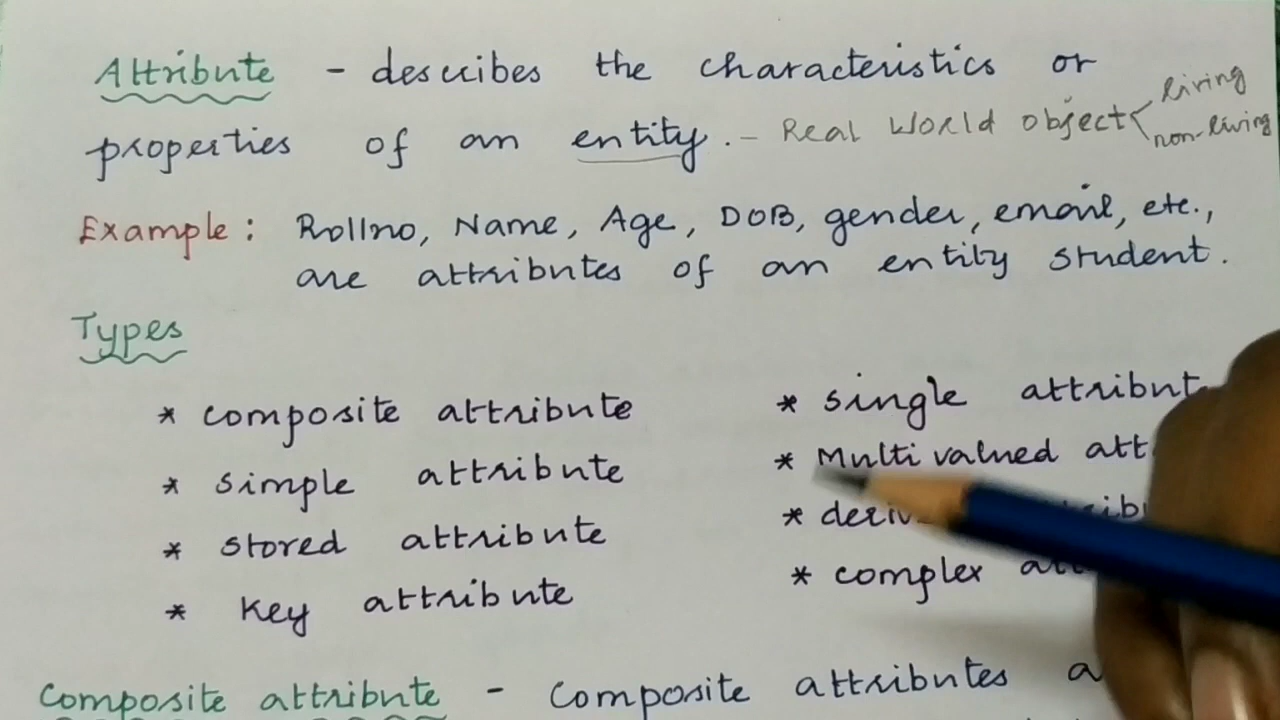 Attribute - describes the characteristics or
properties of an entity. - Real World object < living
non-living
Example: Rollno, Name, Age, DOB, gender, email, etc.,
are attributes of an entity student.
Types
* composite attribute
* simple attribute
* stored attribute
* Key attribute
* single
* Multivalued
*
* complex
Composite attribute - composite attributes